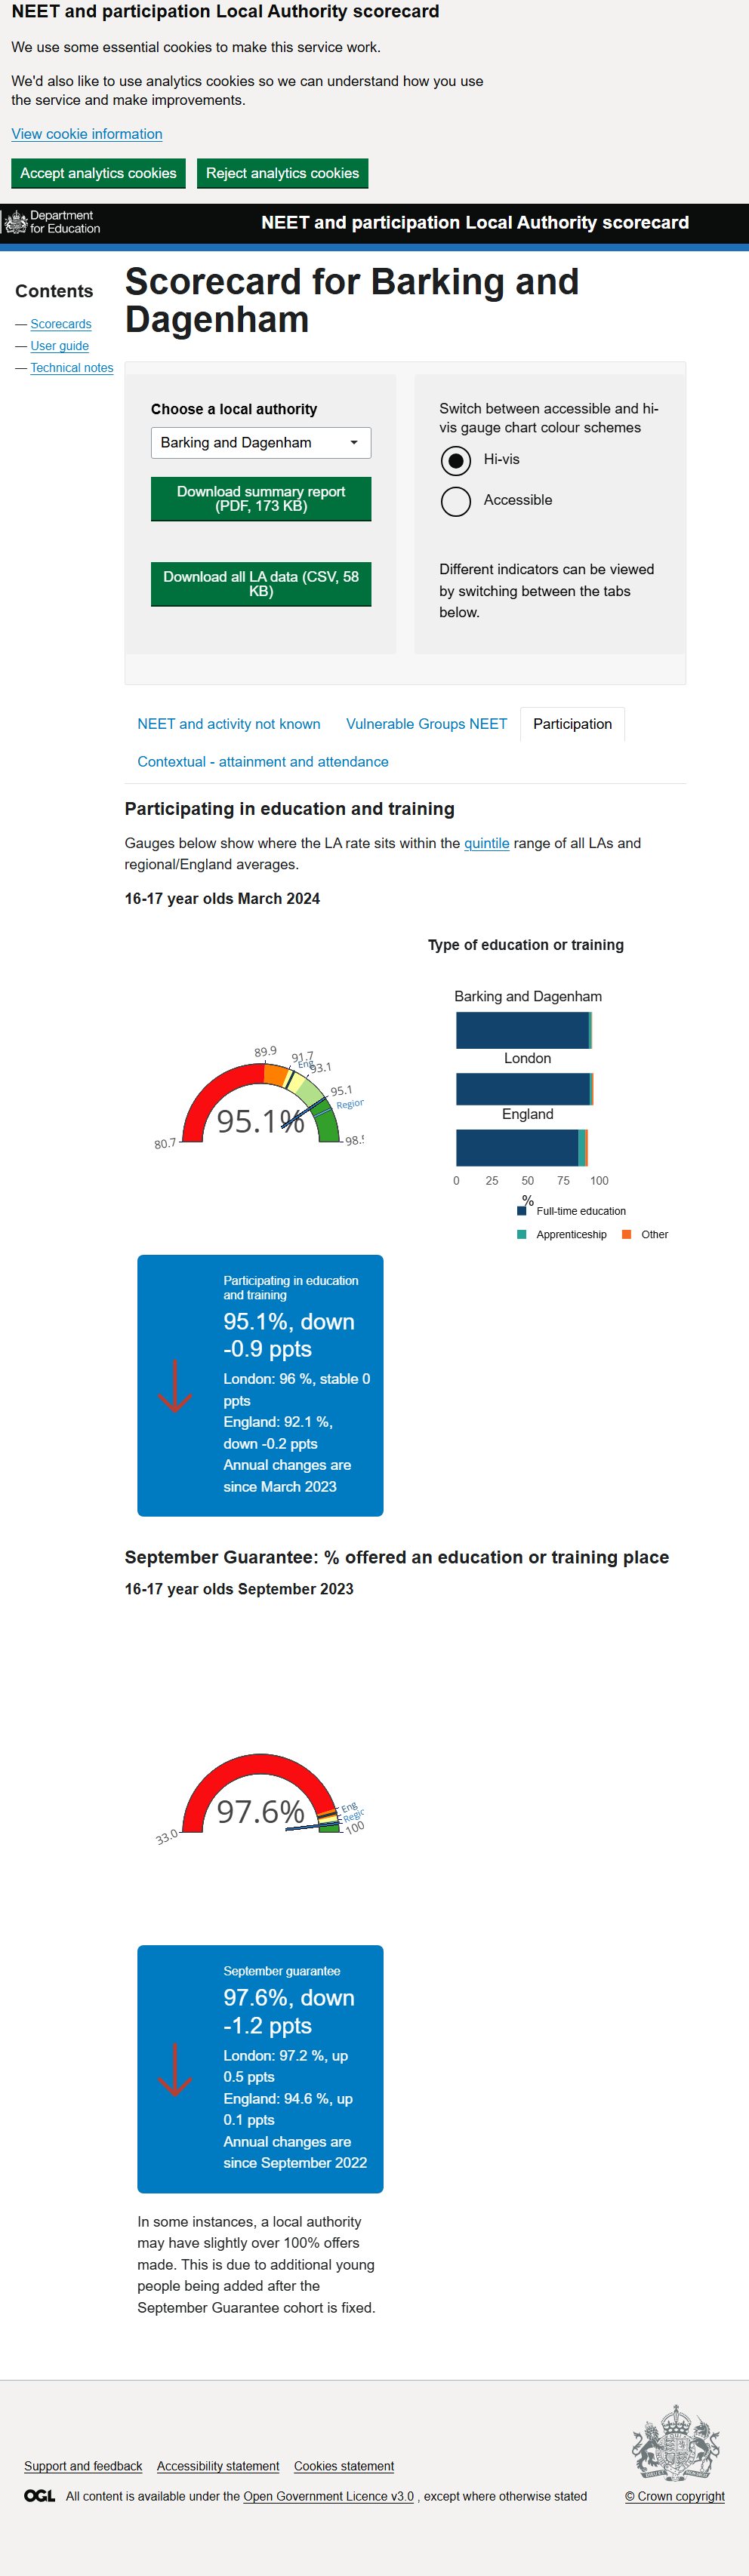 NEET and participation Local Authority scorecard
We use some essential cookies to make this service work.
We'd also like to use analytics cookies so we can understand how you use
the service and make improvements.
View cookie information
Accept analytics cookies
Reject analytics cookies
Department
for Education
NEET and participation Local Authority scorecard
Contents
— Scorecards
— User guide
— Technical notes
Scorecard for Barking and
Dagenham
Choose a local authority
Barking and Dagenham
Download summary report
(PDF, 173 KB)
Download all LA data (CSV, 58
KB)
Switch between accessible and hi-
vis gauge chart colour schemes
Hi-vis
Accessible
Different indicators can be viewed
by switching between the tabs
below.
NEET and activity not known
Vulnerable Groups NEET
Participation
Contextual - attainment and attendance
Participating in education and training
Gauges below show where the LA rate sits within the quintile range of all LAs and
regional/England averages.
16-17 year olds March 2024
80.7
89.9
91.7
Eng
93.1
95.1
Region
98.5
95.1%
Type of education or training
Barking and Dagenham
London
England
0 25 50 75 100
%
Full-time education
Apprenticeship
Other
Participating in education
and training
95.1%, down
-0.9 ppts
London: 96 %, stable 0
ppts
England: 92.1 %,
down -0.2 ppts
Annual changes are
since March 2023
September Guarantee: % offered an education or training place
16-17 year olds September 2023
33.0
97.6%
Eng
Regio
100
September guarantee
97.6%, down
-1.2 ppts
London: 97.2 %, up
0.5 ppts
England: 94.6 %, up
0.1 ppts
Annual changes are
since September 2022
In some instances, a local authority
may have slightly over 100% offers
made. This is due to additional young
people being added after the
September Guarantee cohort is fixed.
Support and feedback
Accessibility statement
Cookies statement
OGL
All content is available under the Open Government Licence v3.0 , except where otherwise stated
© Crown copyright